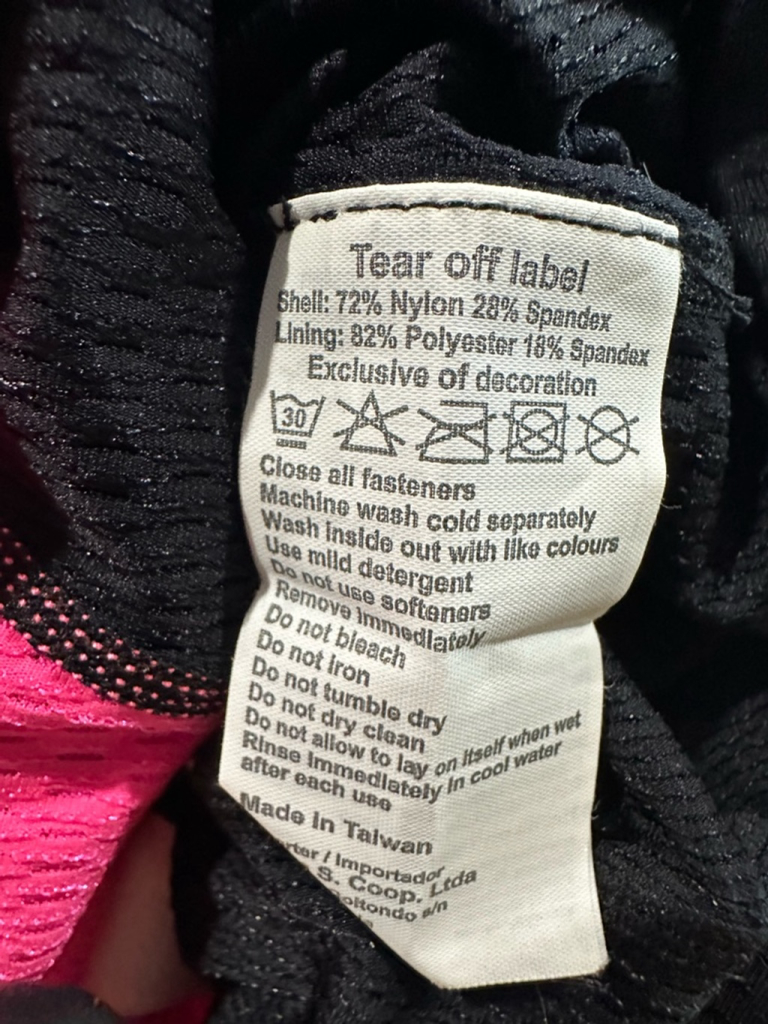 Tear off label
Shell: 72% Nylon 28% Spandex
Lining: 82% Polyester 18% Spandex
Exclusive of decoration
30
Close all fasteners
Machine wash cold separately
Wash inside out with like colours
Use mild detergent
Do not use softeners
Remove immediately
Do not bleach
Do not iron
Do not tumble dry
Do not dry clean
Do not allow to lay on itself when wet
Rinse immediately in cool water
after each use
Made in Taiwan
/ Importador
S. Coop. Ltda
s/n